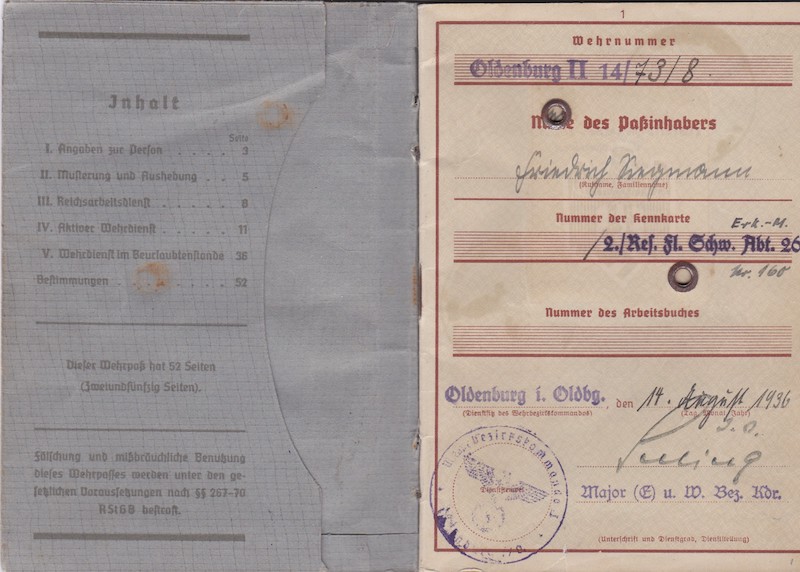 Inhalt
Seite
I. Angaben zur Person . . . . . 3
II. Musterung und Aushebung . . 5
III. Reichsarbeitsdienst . . . . . 8
IV. Aktiver Wehrdienst . . . . . 11
V. Wehrdienst im Beurlaubtenstande 36
Bestimmungen . . . . . . . . 52
Dieser Wehrpaß hat 52 Seiten
(Zweiundfünfzig Seiten).
Fälschung und mißbräuchliche Benutzung
dieses Wehrpasses werden unter den ge-
setzlichen Voraussetzungen nach §§ 267-70
RStGB bestraft.
1
Wehrnummer
Oldenburg II 14/73/8.
des Paßinhabers
Friedrich Siegmann
(Rufname, Familienname)
Nummer der Kennkarte
Erk.-M.
/2./Res. Fl. Schw. Abt. 26
Nr. 160
Nummer des Arbeitsbuches
Oldenburg i. Oldbg., den 14. August 1936
(Dienstsitz des Wehrbezirkskommandos) (Tag, Monat, Jahr)
Dienststempel
Major (E) u. W. Bez. Kdr.
(Unterschrift und Dienstgrad, Dienststellung)